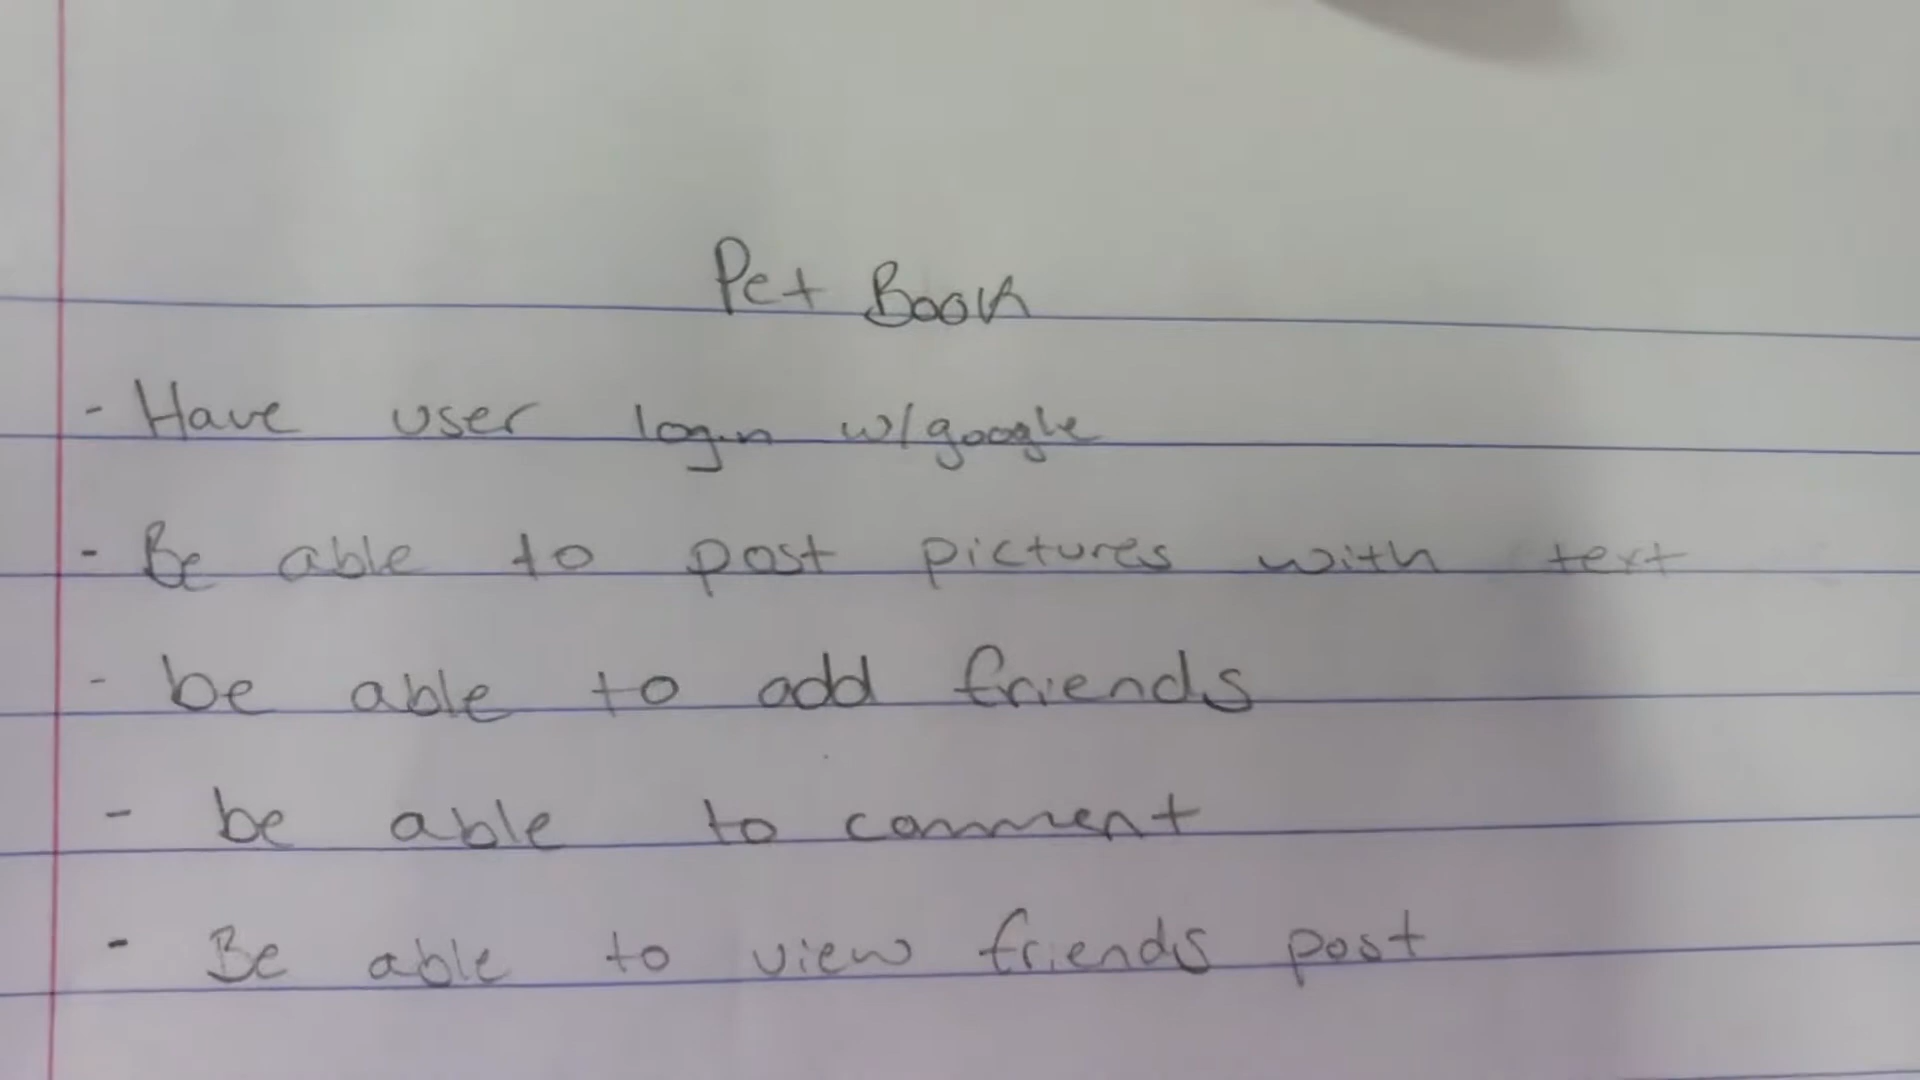 Pet Book
- Have user login w/google
- Be able to post pictures with text
- be able to add friends
- be able to comment
- Be able to view friends post